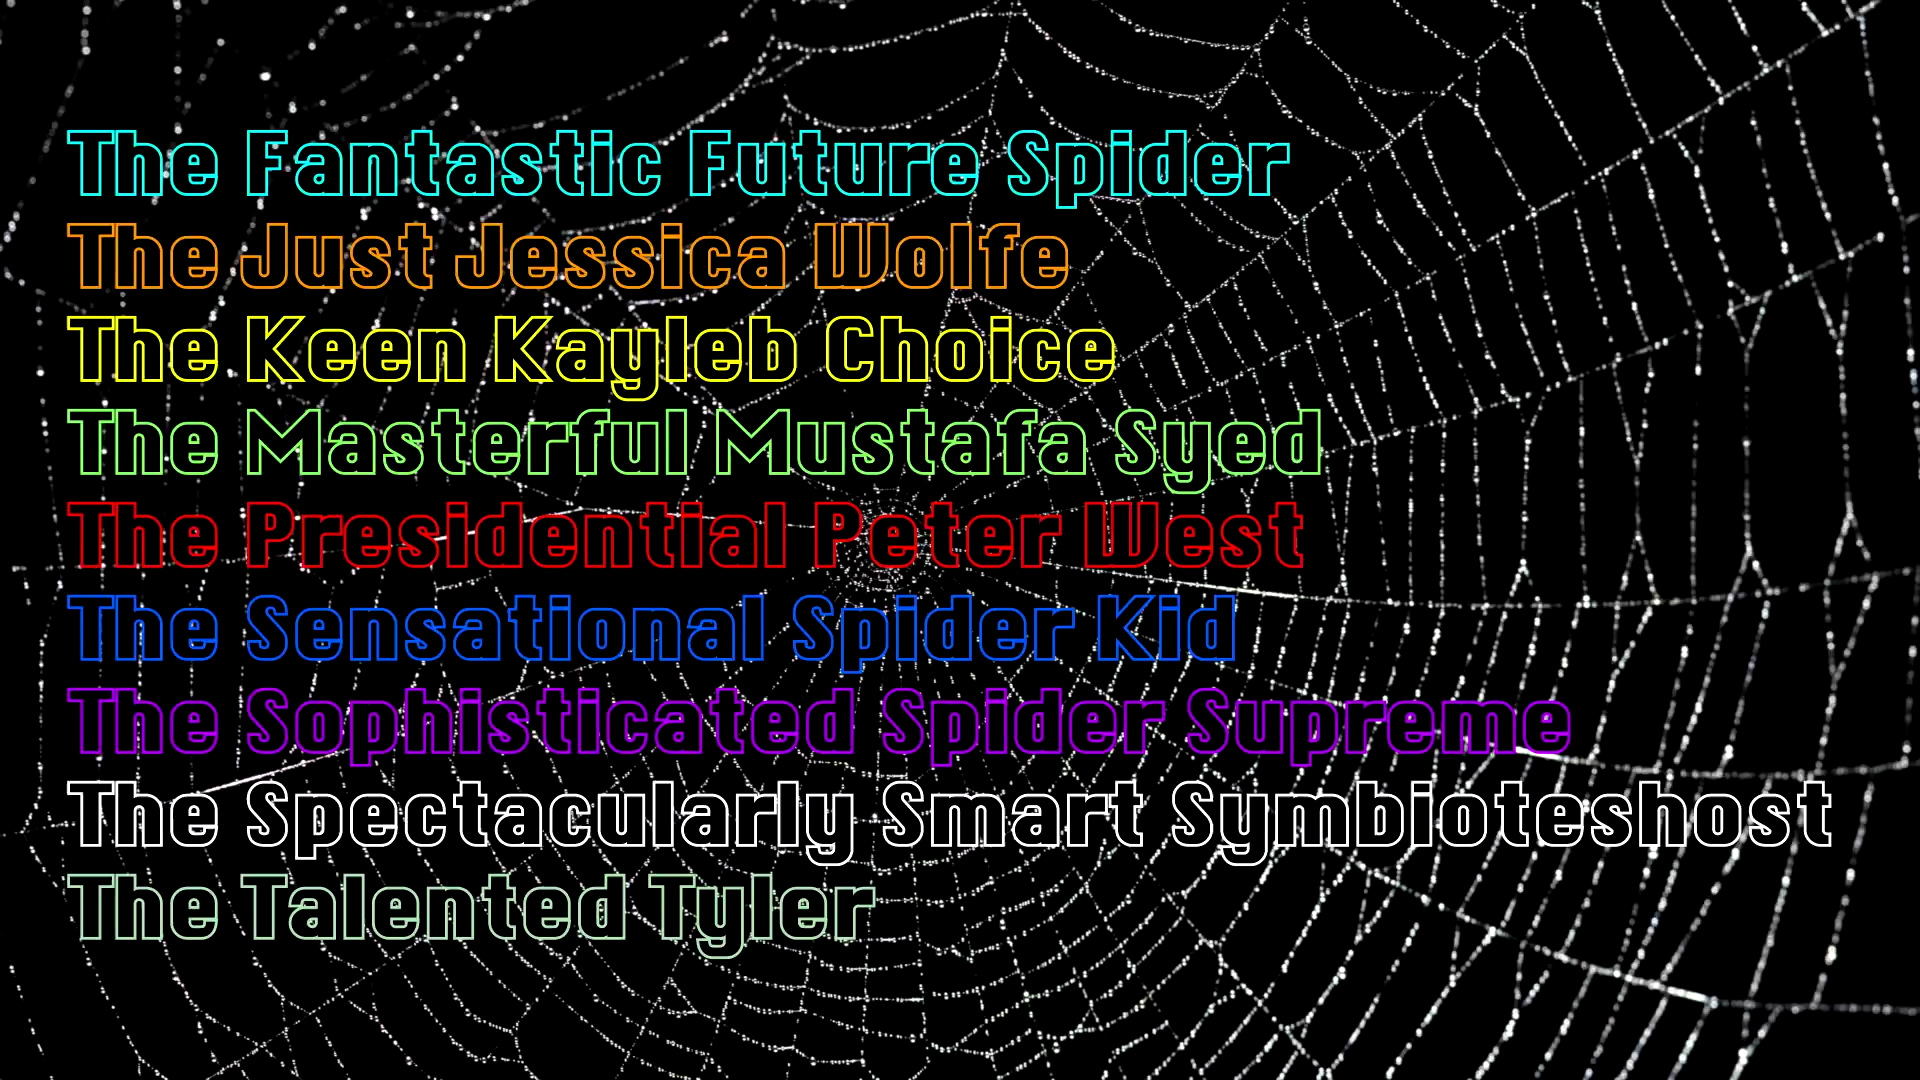 The Fantastic Future Spider
The Just Jessica Wolfe
The Keen Kayleb Choice
The Masterful Mustafa Syed
The Presidential Peter West
The Sensational Spider Kid
The Sophisticated Spider Supreme
The Spectacularly Smart Symbioteshost
The Talented Tyler